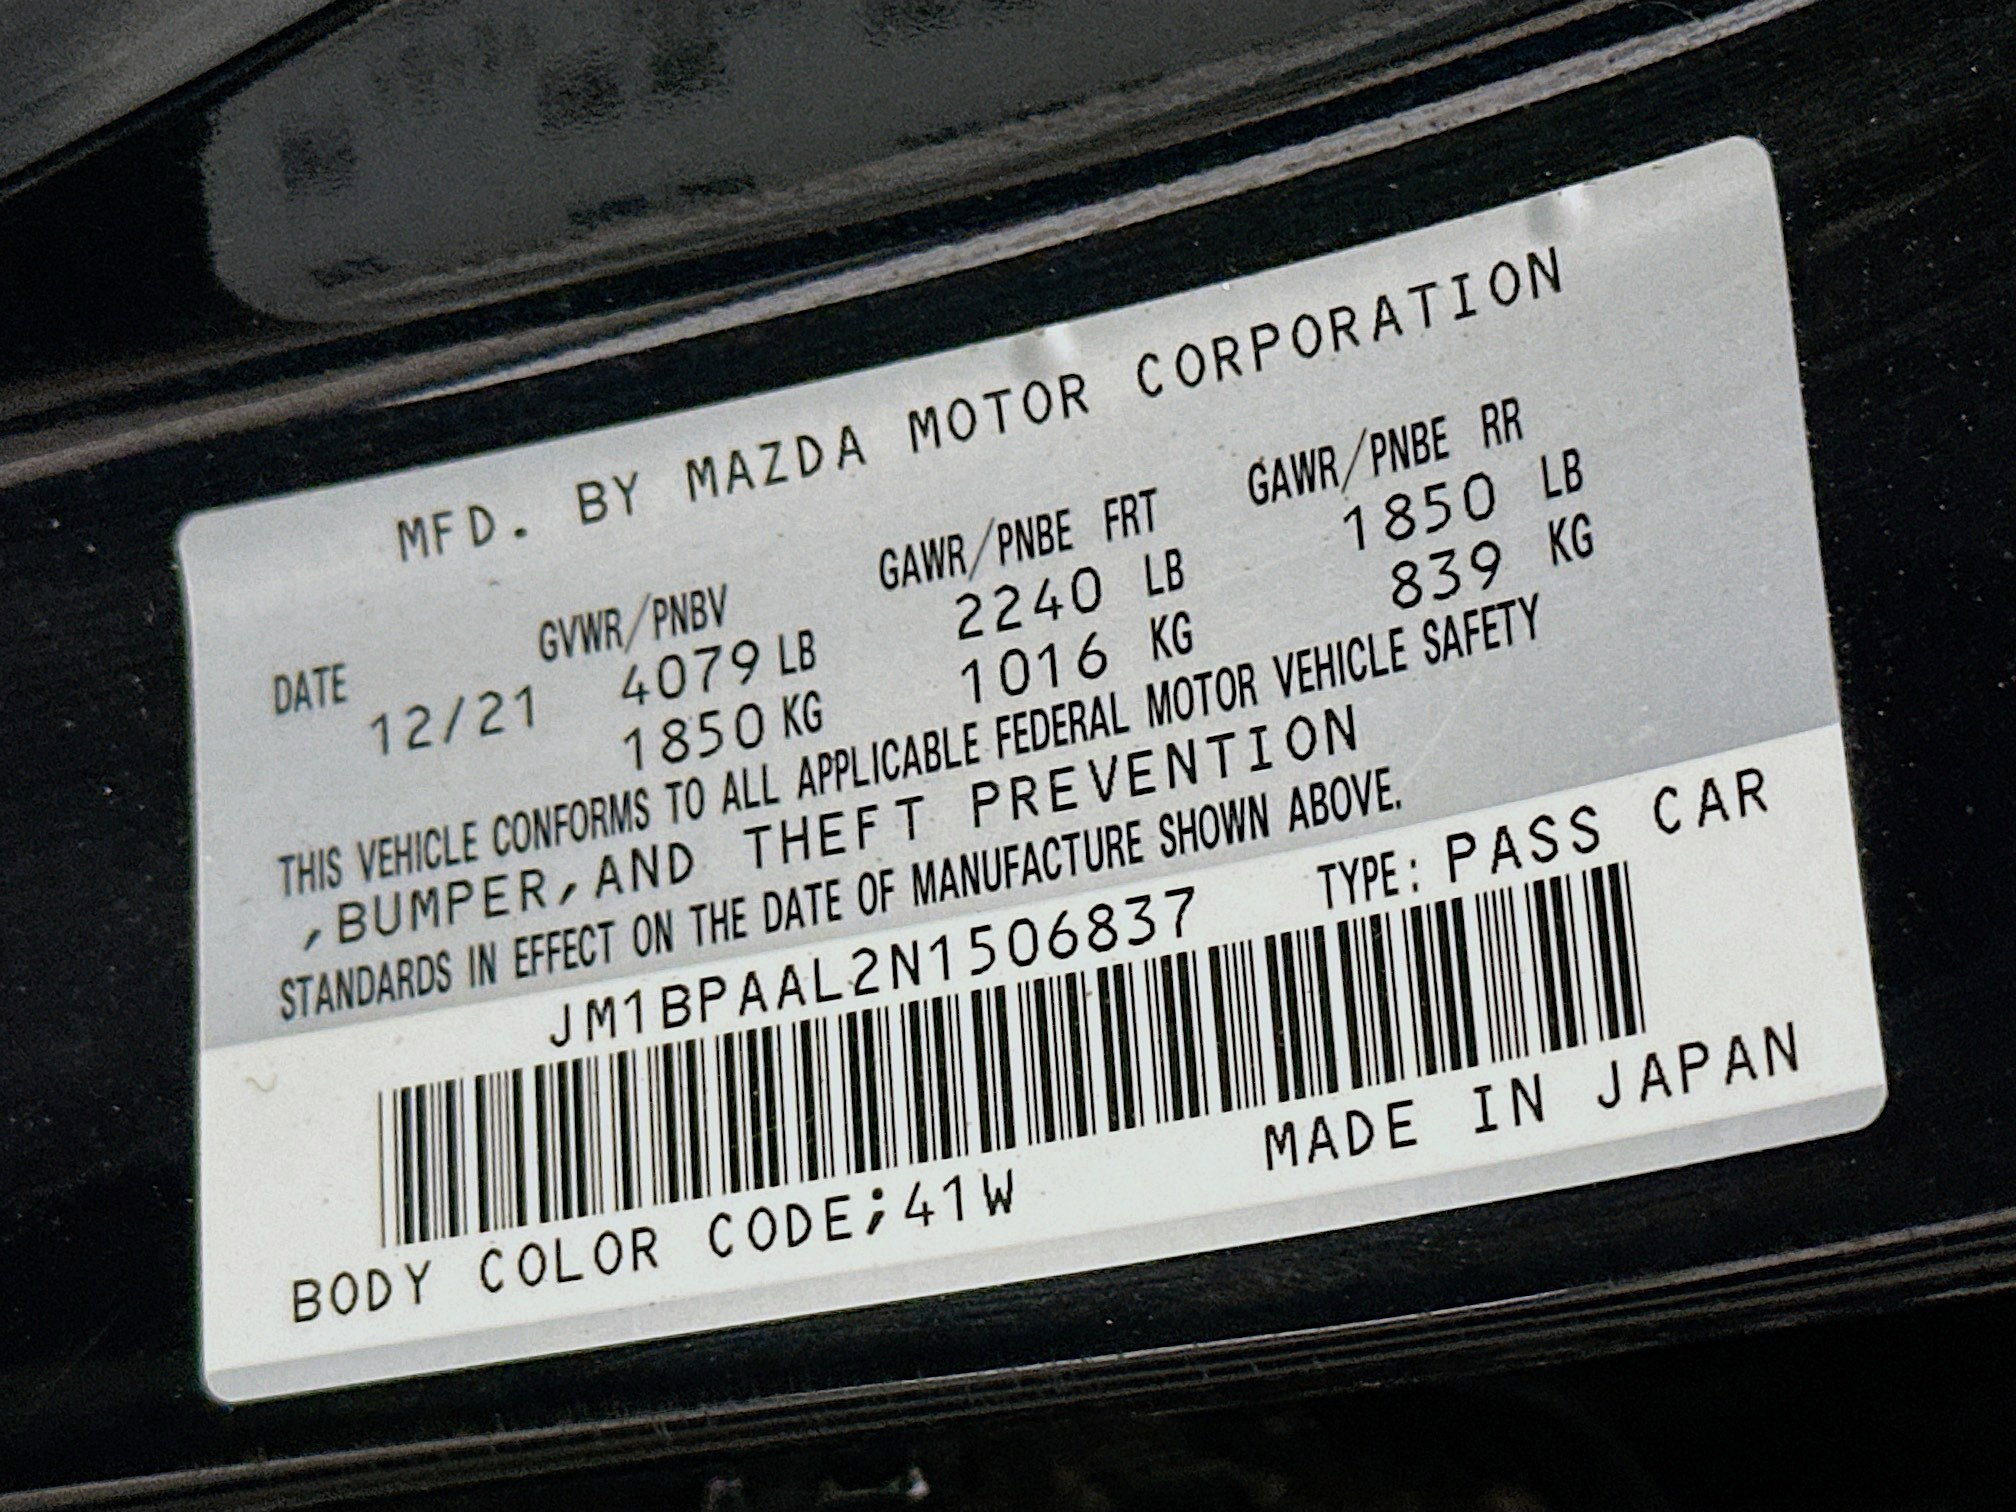 MFD. BY MAZDA MOTOR CORPORATION
GVWR/PNBV GAWR/PNBE FRT GAWR/PNBE RR
DATE 4079 LB 2240 LB 1850 LB
12/21 1850 KG 1016 KG 839 KG
THIS VEHICLE CONFORMS TO ALL APPLICABLE FEDERAL MOTOR VEHICLE SAFETY
,BUMPER,AND THEFT PREVENTION
STANDARDS IN EFFECT ON THE DATE OF MANUFACTURE SHOWN ABOVE.
JM1BPAAL2N1506837 TYPE: PASS CAR
BODY COLOR CODE;41W MADE IN JAPAN